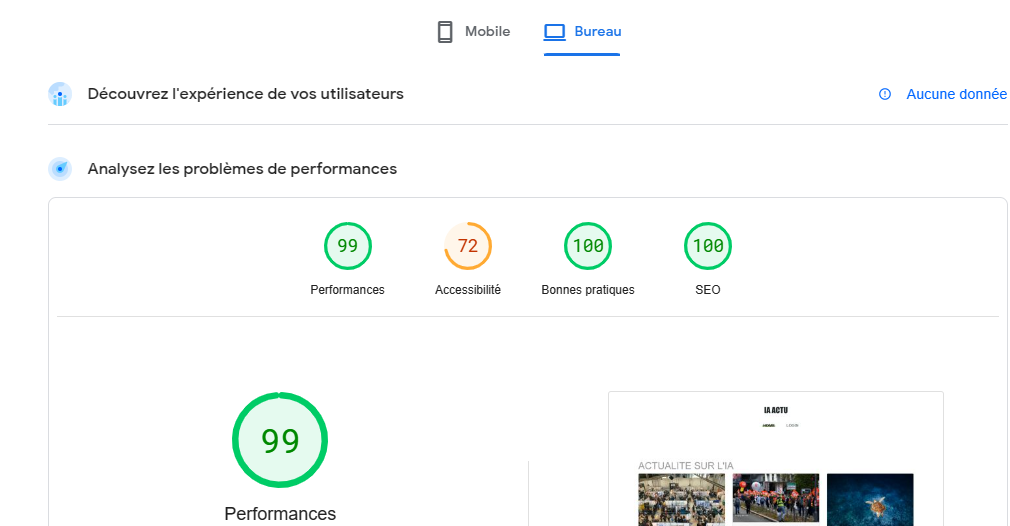 Mobile
Bureau
Découvrez l'expérience de vos utilisateurs
Aucune donnée
Analysez les problèmes de performances
99
72
100
100
Performances
Accessibilité
Bonnes pratiques
SEO
99
Performances
IA ACTU
HOME
ACTUALITE SUR L'IA